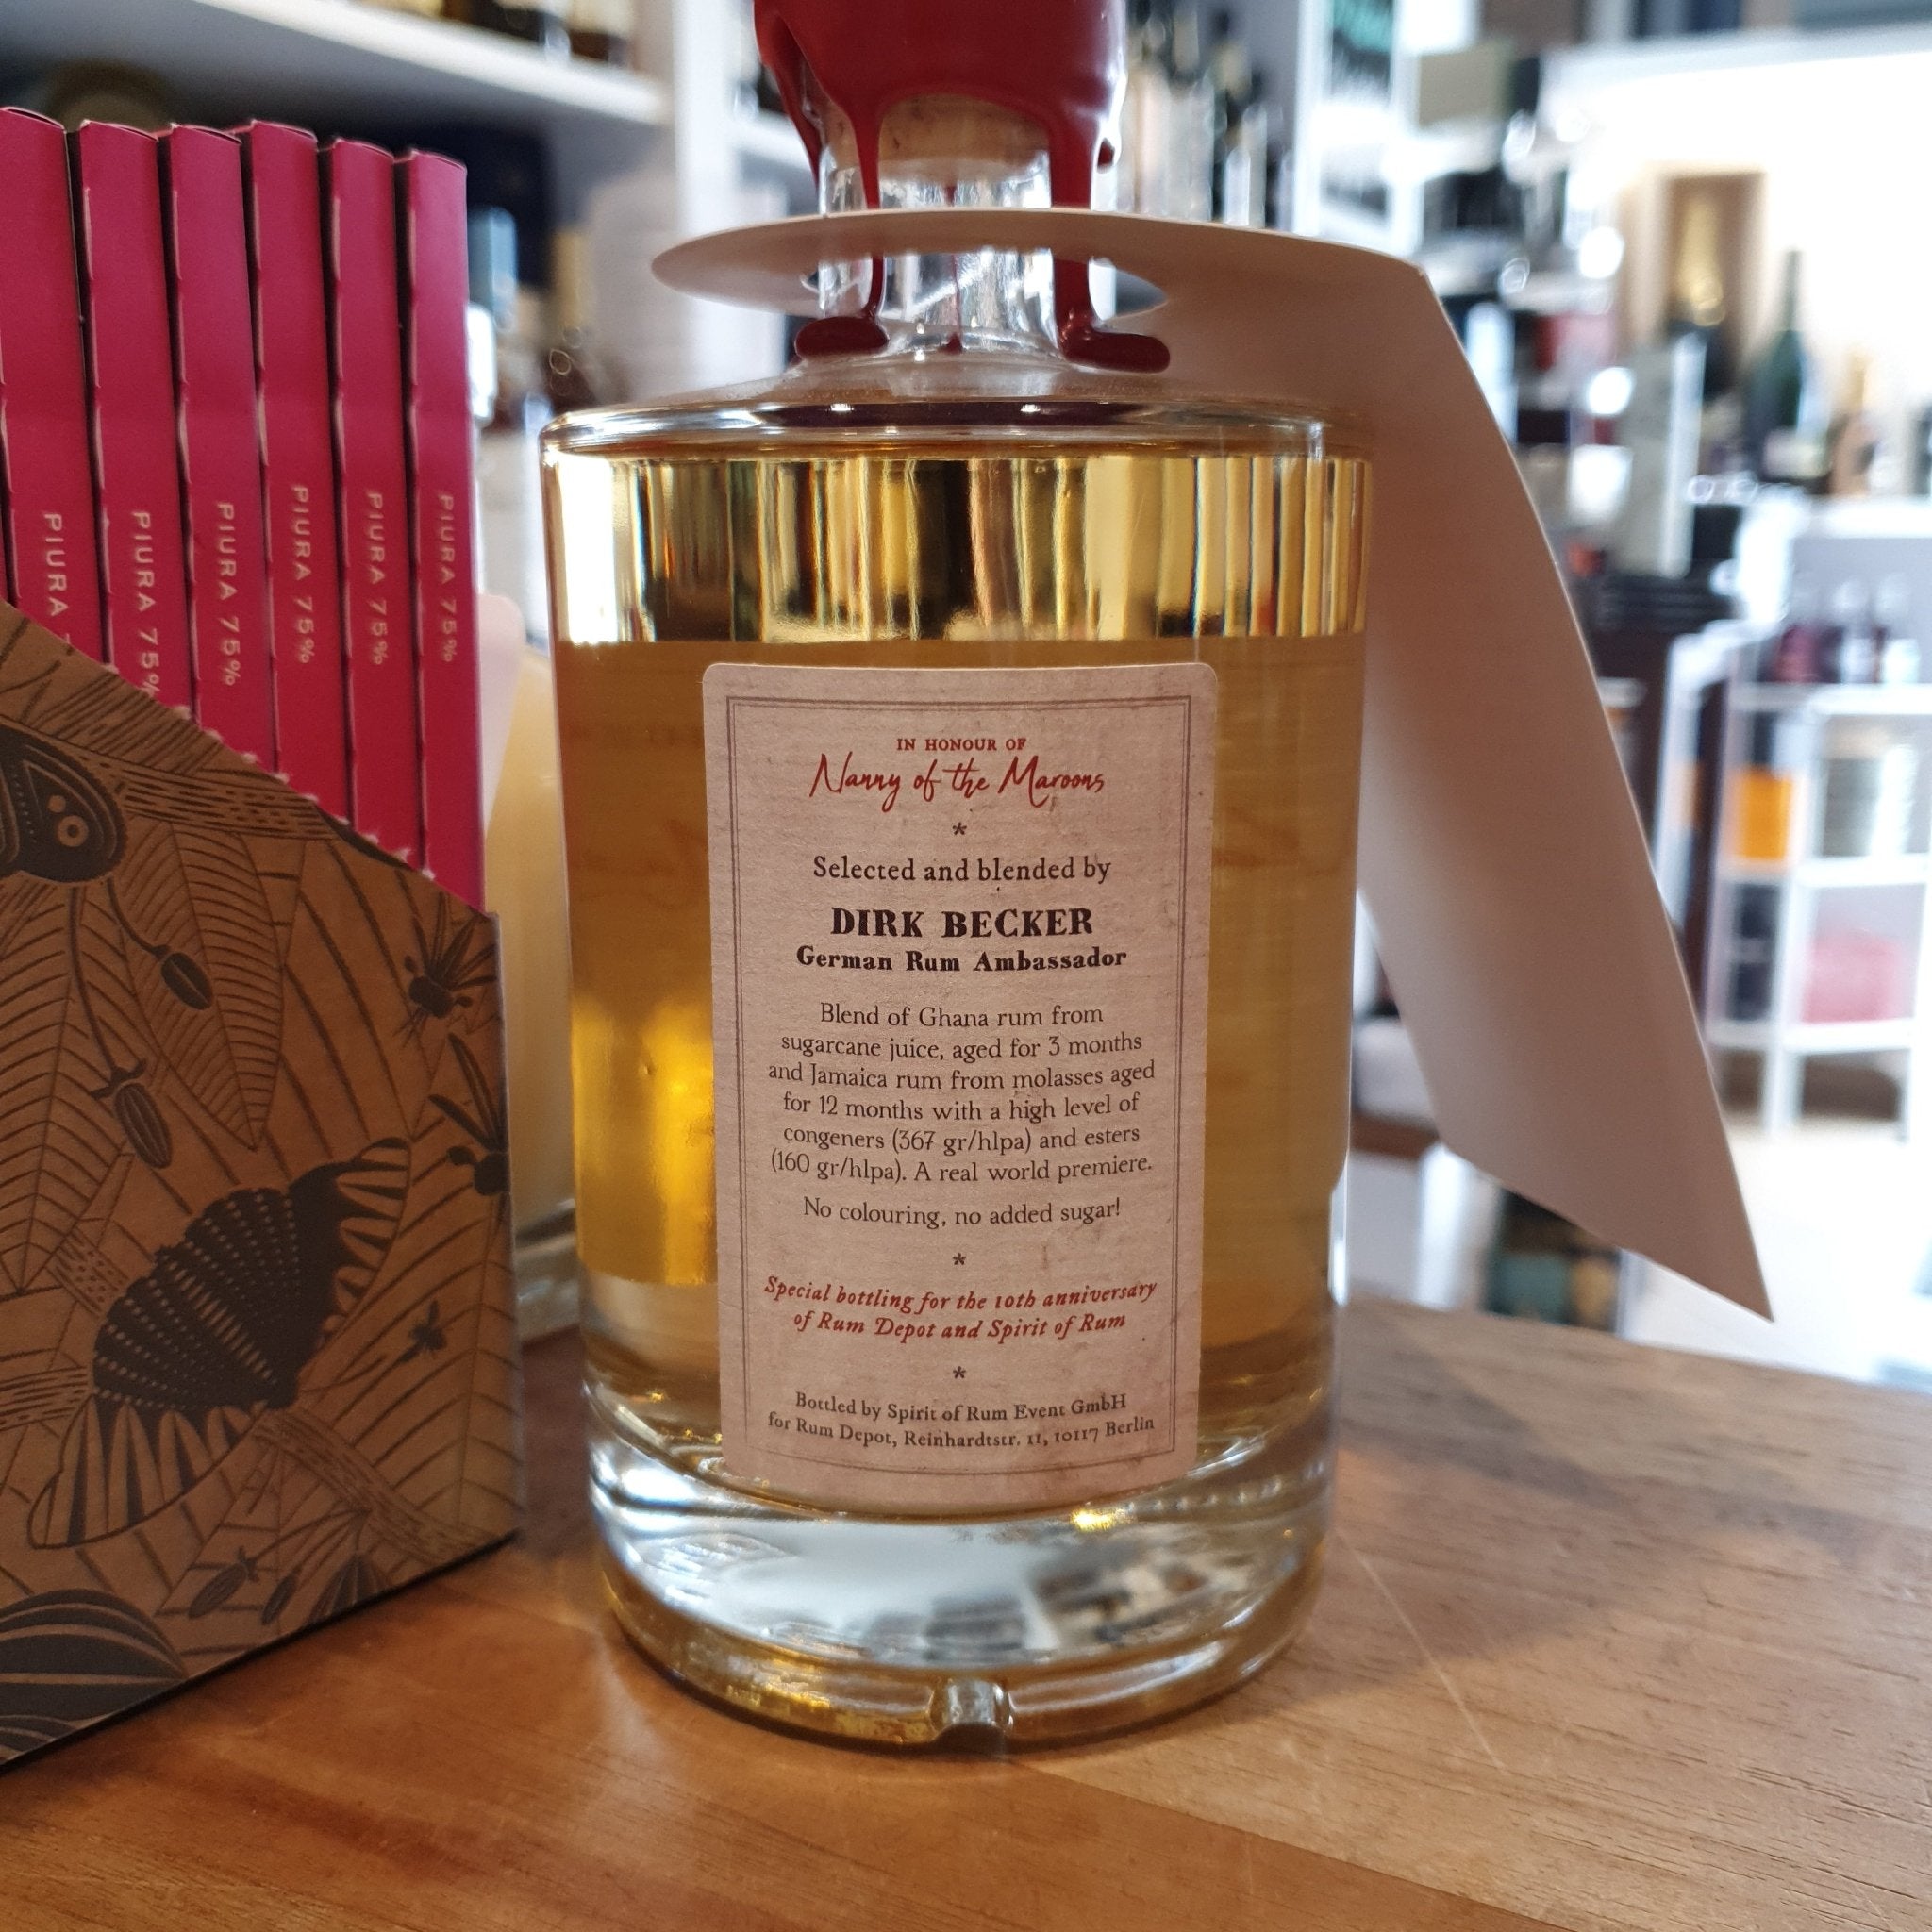 PIURA
PIURA 75%
PIURA 75%
PIURA 75%
PIURA 75%
PIURA 75%
IN HONOUR OF
Nanny of the Maroons
*
Selected and blended by
DIRK BECKER
German Rum Ambassador
Blend of Ghana rum from
sugarcane juice, aged for 3 months
and Jamaica rum from molasses aged
for 12 months with a high level of
congeners (367 gr/hlpa) and esters
(160 gr/hlpa). A real world premiere.
No colouring, no added sugar!
*
Special bottling for the 10th anniversary
of Rum Depot and Spirit of Rum
*
Bottled by Spirit of Rum Event GmbH
for Rum Depot, Reinhardtstr. 11, 10117 Berlin